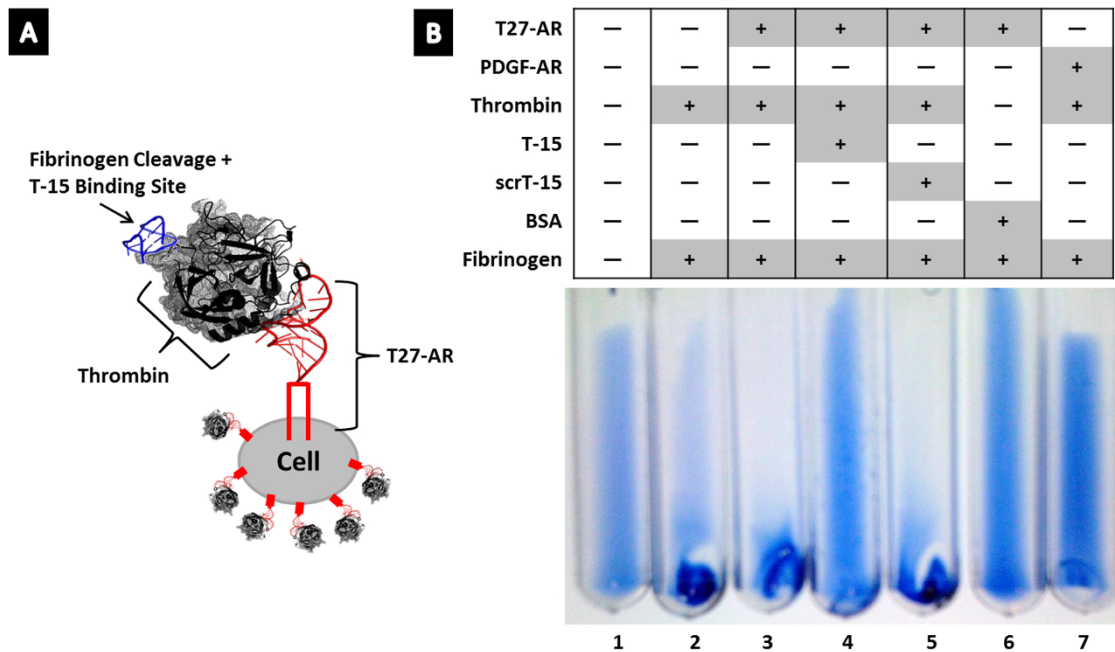 A
Fibrinogen Cleavage +
T-15 Binding Site
Thrombin
T27-AR
Cell
B
T27-AR — — + + + + —
PDGF-AR — — — — — — +
Thrombin — + + + + — +
T-15 — — — + — — —
scrT-15 — — — — + — —
BSA — — — — — + —
Fibrinogen — + + + + + +
1 2 3 4 5 6 7